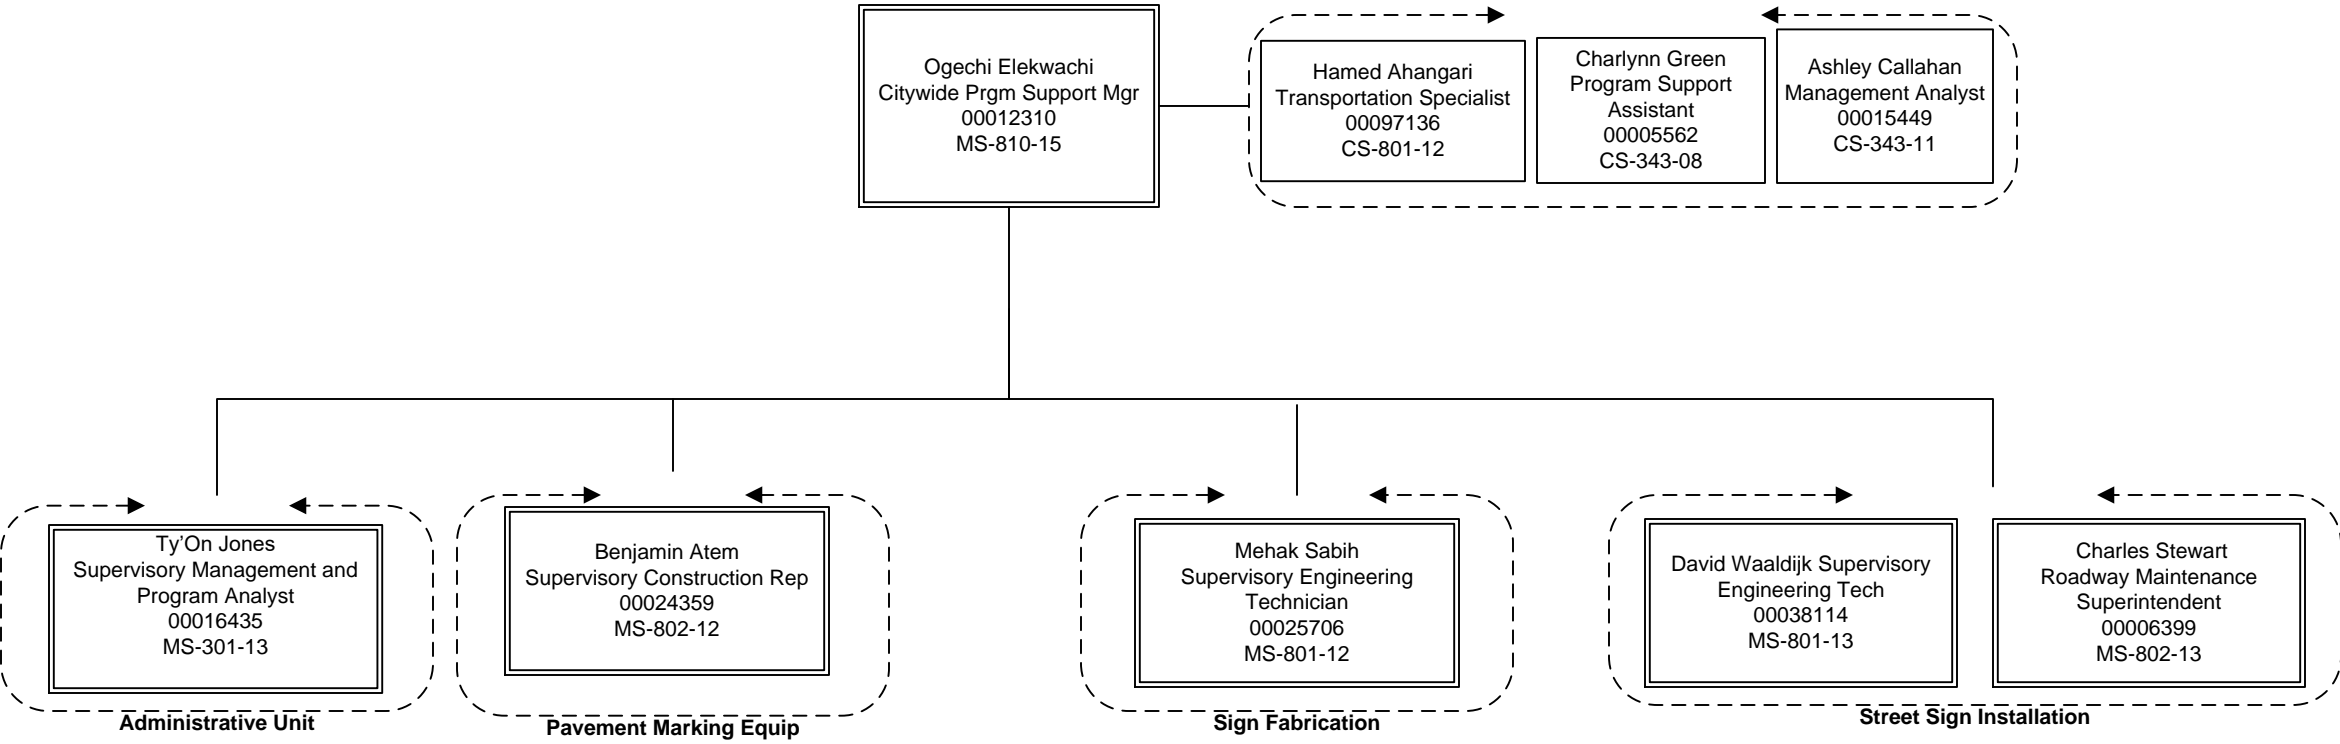 Ogechi Elekwachi
Citywide Prgm Support Mgr
00012310
MS-810-15
Hamed Ahangari
Transportation Specialist
00097136
CS-801-12
Charlynn Green
Program Support
Assistant
00005562
CS-343-08
Ashley Callahan
Management Analyst
00015449
CS-343-11
Ty’On Jones
Supervisory Management and
Program Analyst
00016435
MS-301-13
Administrative Unit
Benjamin Atem
Supervisory Construction Rep
00024359
MS-802-12
Pavement Marking Equip
Mehak Sabih
Supervisory Engineering
Technician
00025706
MS-801-12
Sign Fabrication
David Waaldijk Supervisory
Engineering Tech
00038114
MS-801-13
Charles Stewart
Roadway Maintenance
Superintendent
00006399
MS-802-13
Street Sign Installation